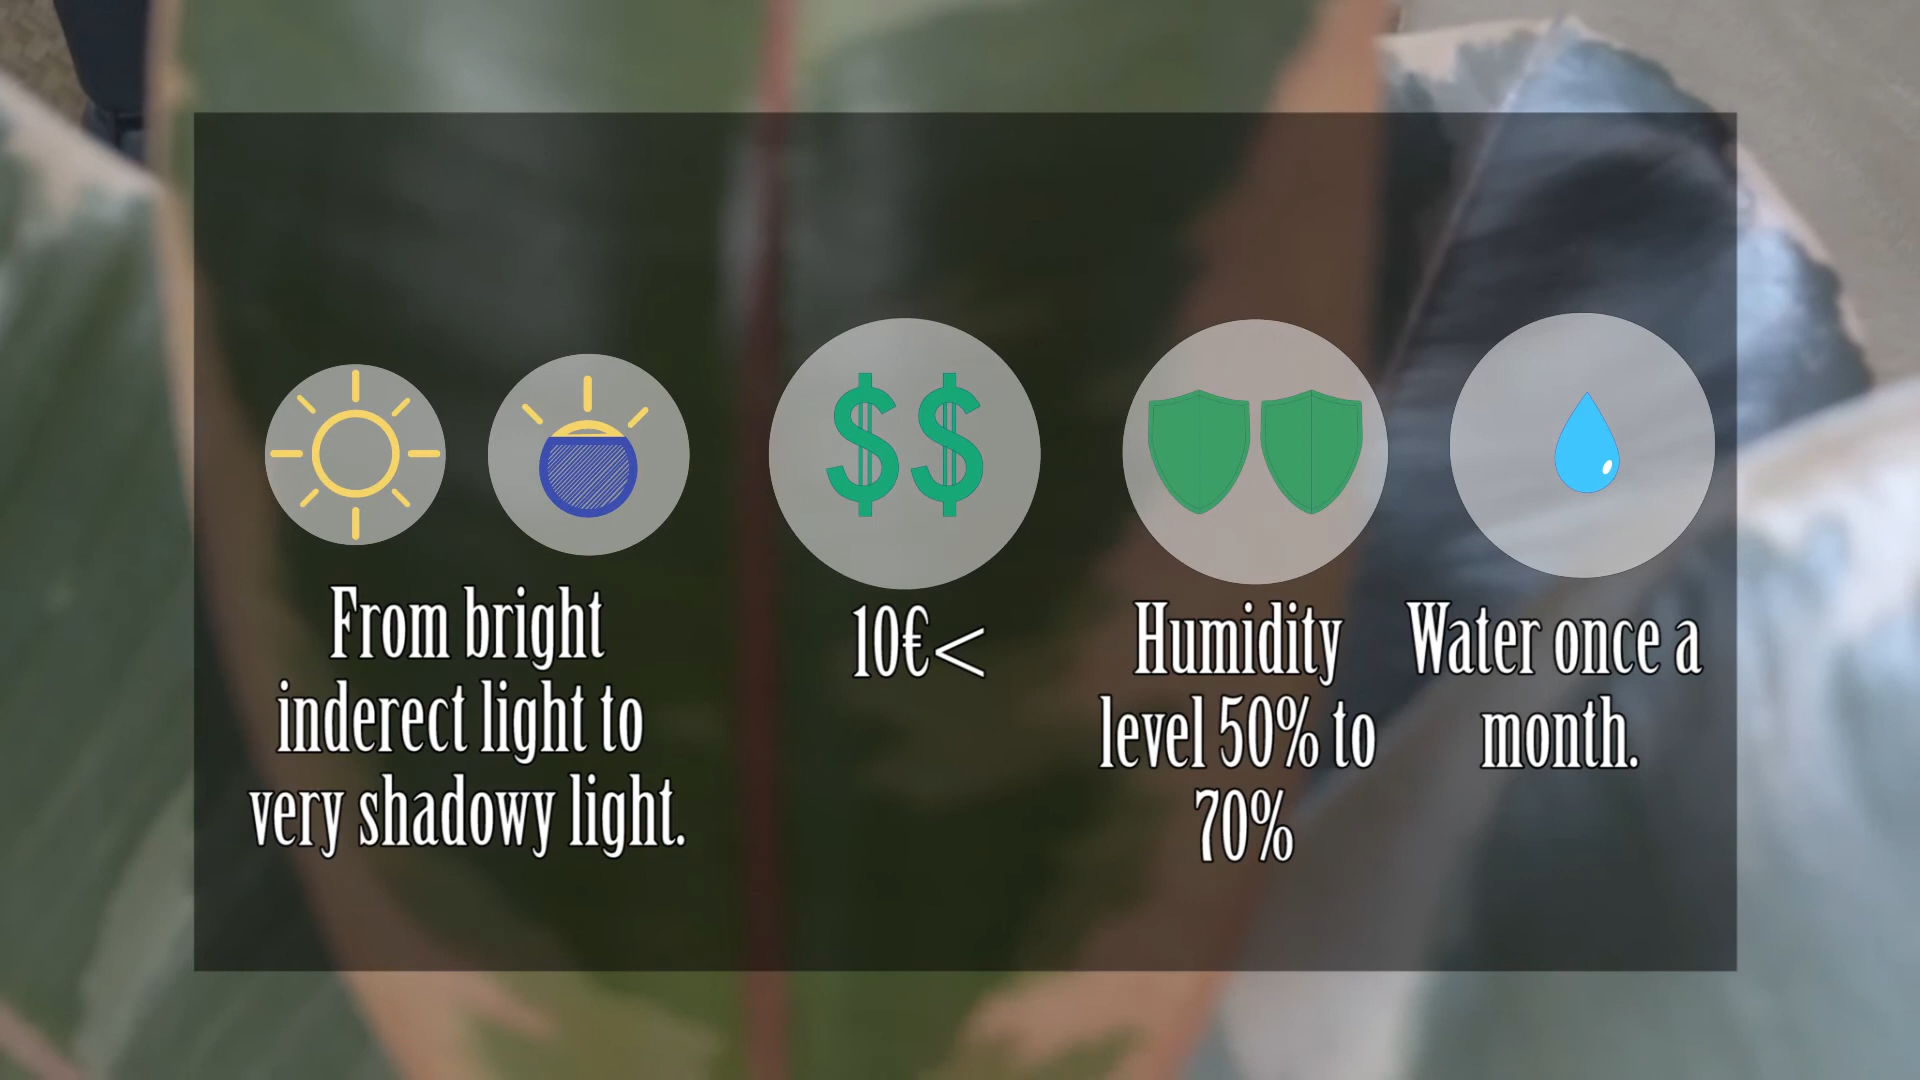 From bright
inderect light to
very shadowy light.
10€<
Humidity
level 50% to
70%
Water once a
month.